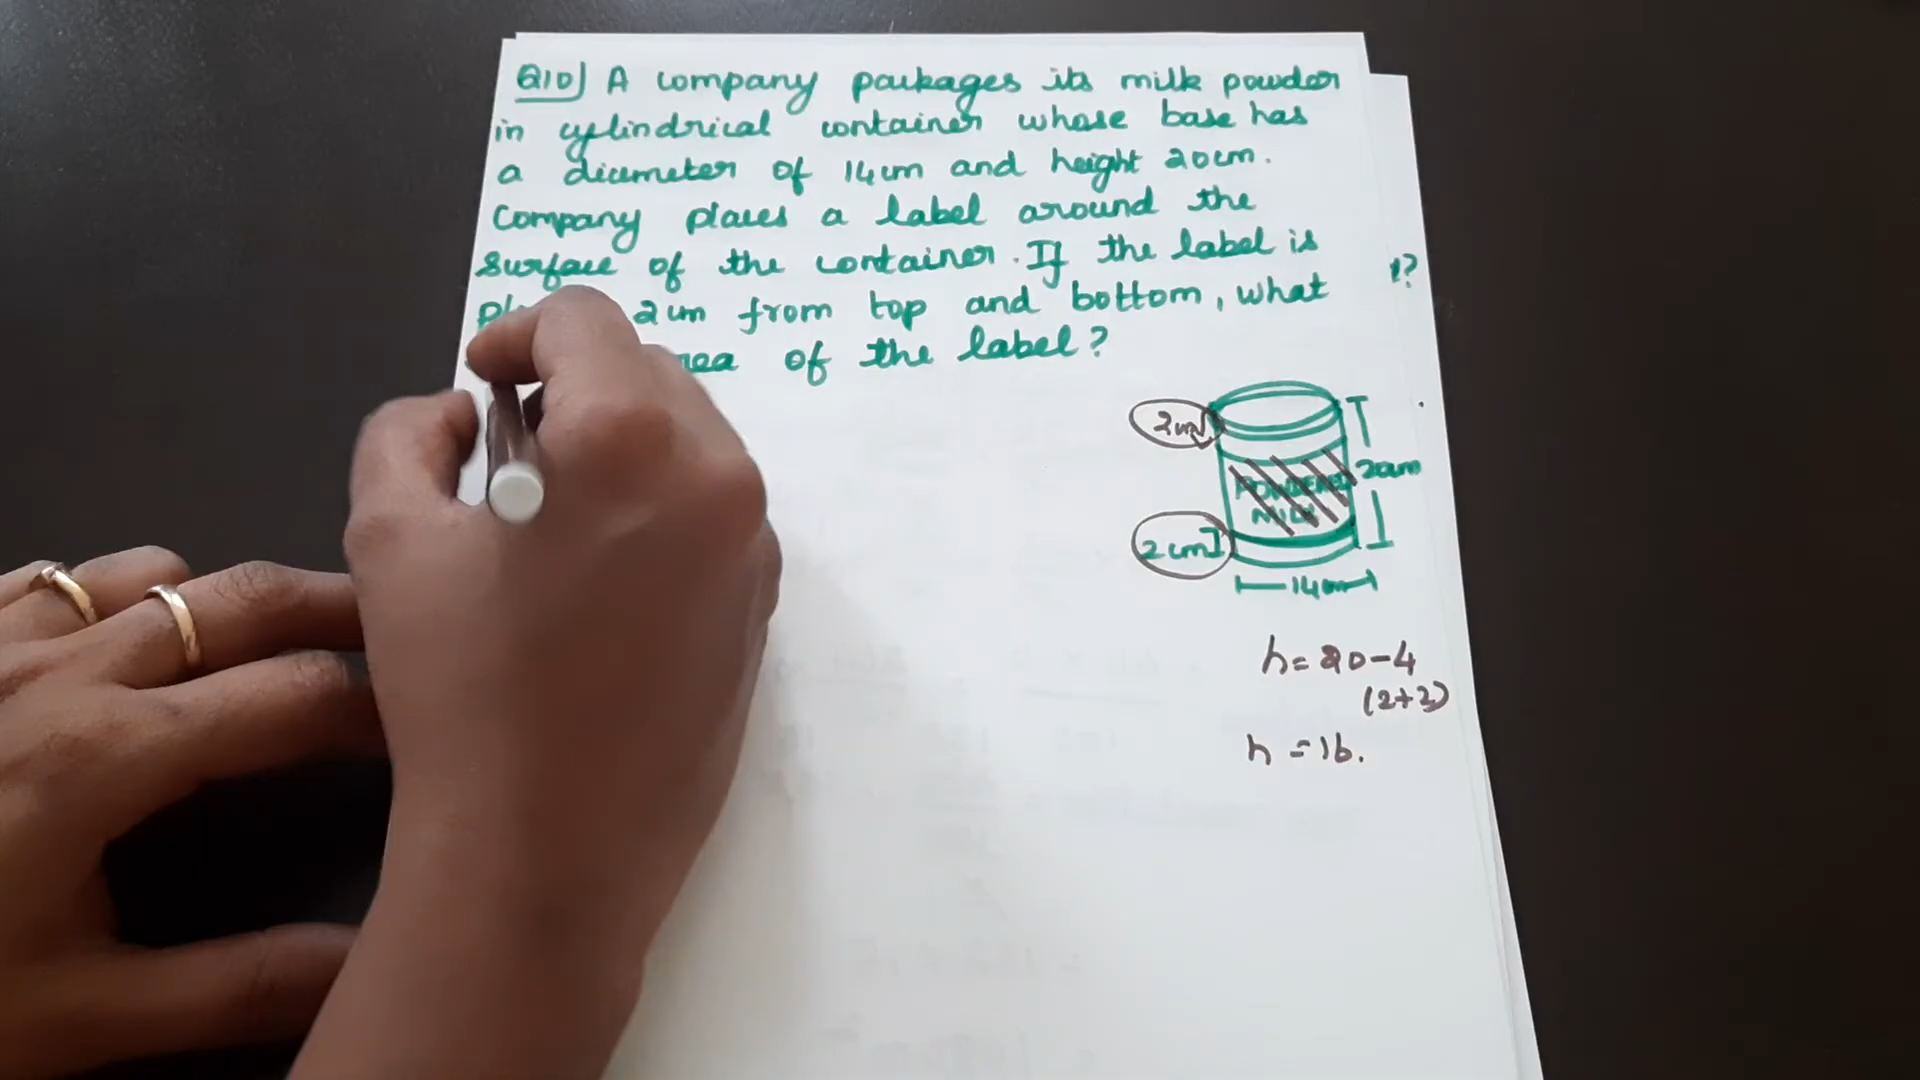 Q10) A company packages its milk powder
in cylindrical container whose base has
a diameter of 14cm and height 20cm.
Company places a label around the
surface of the container. If the label is
2cm from top and bottom, what
of the label?
?
2cm
20cm
POWDERED
MILK
2cm
14cm
h = 20-4
(2+2)
h = 16.